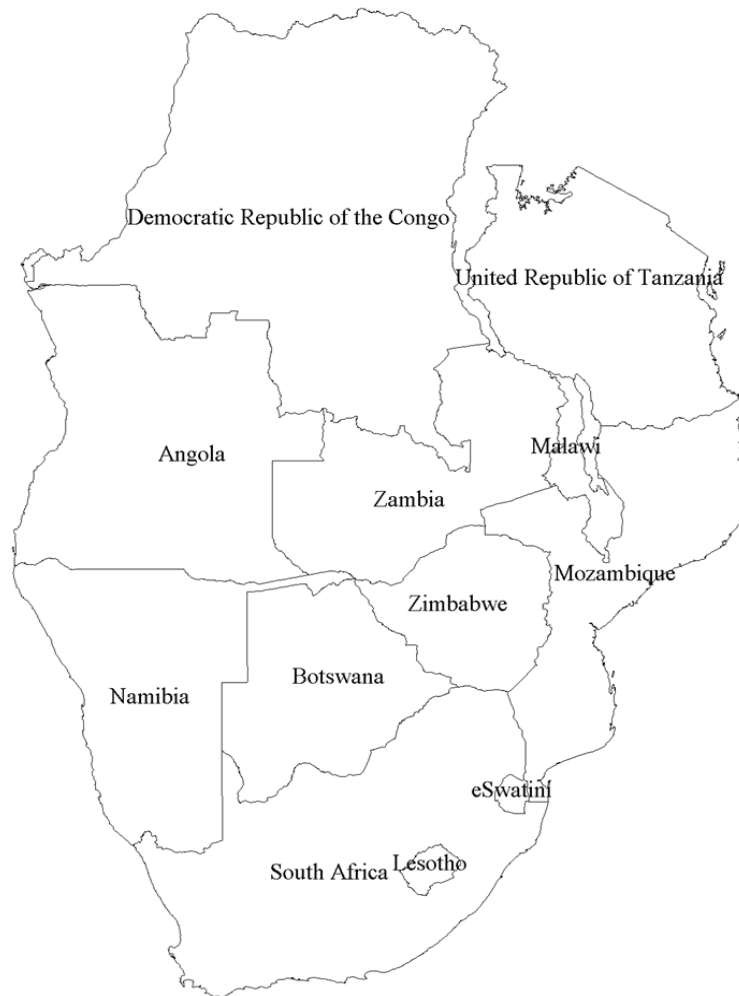 Democratic Republic of the Congo
United Republic of Tanzania
Malawi
Angola
Zambia
Mozambique
Zimbabwe
Botswana
Namibia
eSwatini
Lesotho
South Africa